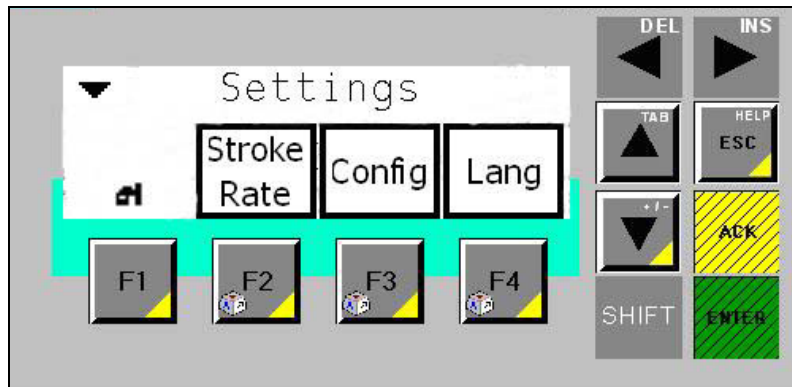 DEL
INS
Settings
TAB
HELP
ESC
Stroke
Rate
Config
Lang
+/-
ACK
F1
F2
F3
F4
SHIFT
ENTER